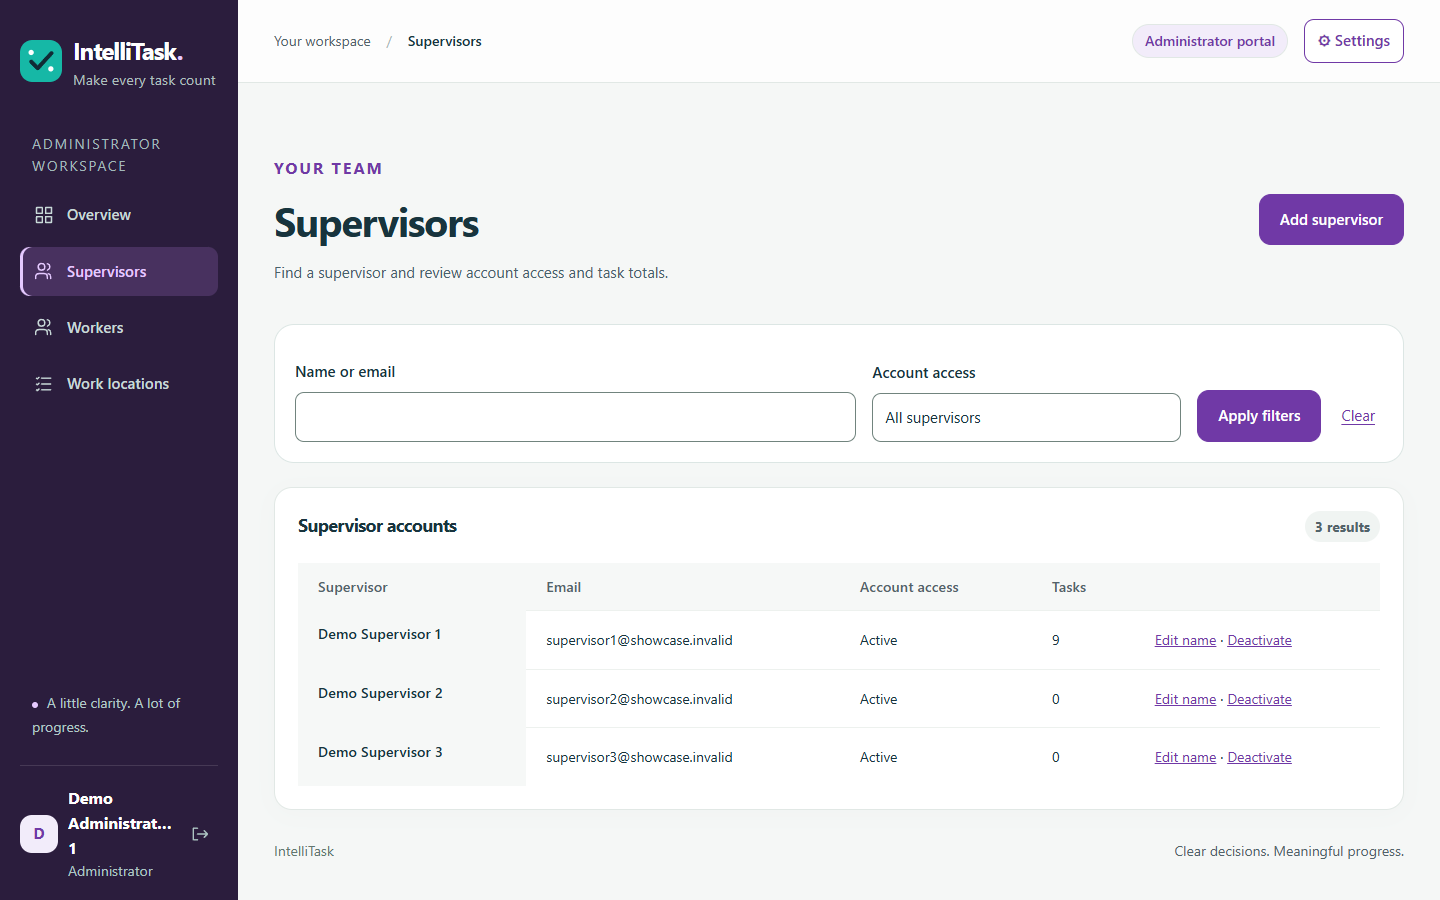 IntelliTask.
Make every task count
ADMINISTRATOR
WORKSPACE
Overview
Supervisors
Workers
Work locations
A little clarity. A lot of
progress.
D
Demo
Administrat...
1
Administrator
Your workspace / Supervisors
Administrator portal
Settings
YOUR TEAM
Supervisors
Add supervisor
Find a supervisor and review account access and task totals.
Name or email
Account access
All supervisors
Apply filters
Clear
Supervisor accounts
3 results
Supervisor Email Account access Tasks
Demo Supervisor 1 supervisor1@showcase.invalid Active 9 Edit name · Deactivate
Demo Supervisor 2 supervisor2@showcase.invalid Active 0 Edit name · Deactivate
Demo Supervisor 3 supervisor3@showcase.invalid Active 0 Edit name · Deactivate
IntelliTask
Clear decisions. Meaningful progress.